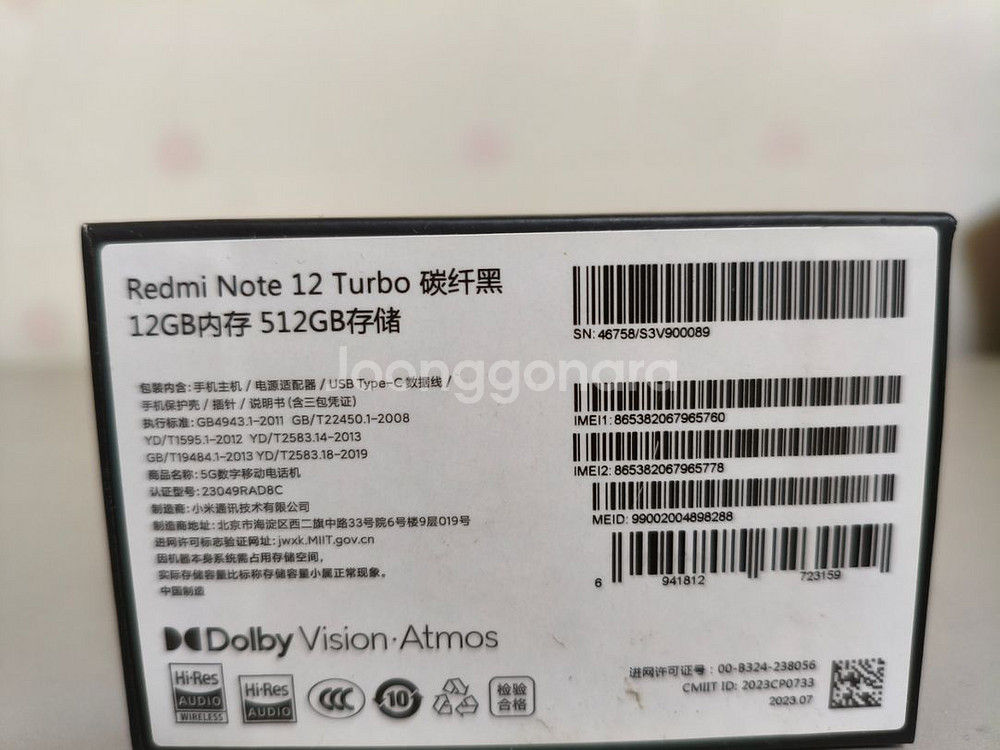 Redmi Note 12 Turbo 碳纤黑
12GB内存 512GB存储
包装内含: 手机主机 / 电源适配器 / USB Type-C 数据线 /
手机保护壳 / 插针 / 说明书 (含三包凭证)
执行标准: GB4943.1-2011 GB/T22450.1-2008
YD/T1595.1-2012 YD/T2583.14-2013
GB/T19484.1-2013 YD/T2583.18-2019
商品名称: 5G数字移动电话机
认证型号: 23049RAD8C
制造商: 小米通讯技术有限公司
制造商地址: 北京市海淀区西二旗中路33号院6号楼9层019号
进网许可标志验证网址: jwxk.MIIT.gov.cn
因机器本身系统需占用存储空间,
实际存储容量比标称存储容量小属正常现象。
中国制造
Dolby Vision·Atmos
Hi·Res
AUDIO
WIRELESS
Hi·Res
AUDIO
CCC
10
检验
合格
SN: 46758/S3V900089
IMEI1: 865382067965760
IMEI2: 865382067965778
MEID: 99002004898288
6 941812 723159
进网许可证号: 00-B324-238056
CMIIT ID: 2023CP0733
2023.07
loonggonara